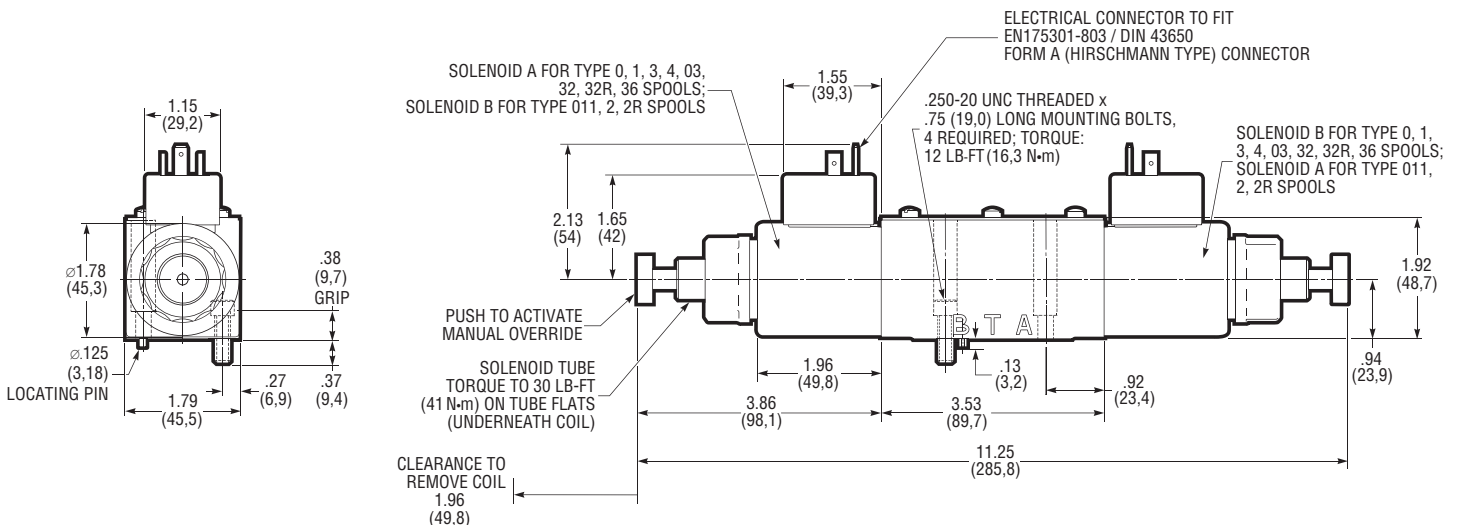 1.15
(29,2)
⌀1.78
(45,3)
.38
(9,7)
GRIP
⌀.125
(3,18)
LOCATING PIN
.27
(6,9)
.37
(9,4)
1.79
(45,5)
ELECTRICAL CONNECTOR TO FIT
EN175301-803 / DIN 43650
FORM A (HIRSCHMANN TYPE) CONNECTOR
SOLENOID A FOR TYPE 0, 1, 3, 4, 03,
32, 32R, 36 SPOOLS;
SOLENOID B FOR TYPE 011, 2, 2R SPOOLS
1.55
(39,3)
.250-20 UNC THREADED x
.75 (19,0) LONG MOUNTING BOLTS,
4 REQUIRED; TORQUE:
12 LB-FT (16,3 N•m)
SOLENOID B FOR TYPE 0, 1,
3, 4, 03, 32, 32R, 36 SPOOLS;
SOLENOID A FOR TYPE 011,
2, 2R SPOOLS
2.13
(54)
1.65
(42)
1.92
(48,7)
PUSH TO ACTIVATE
MANUAL OVERRIDE
B T A
SOLENOID TUBE
TORQUE TO 30 LB-FT
(41 N•m) ON TUBE FLATS
(UNDERNEATH COIL)
1.96
(49,8)
.13
(3,2)
.92
(23,4)
.94
(23,9)
3.86
(98,1)
3.53
(89,7)
11.25
(285,8)
CLEARANCE TO
REMOVE COIL
1.96
(49,8)